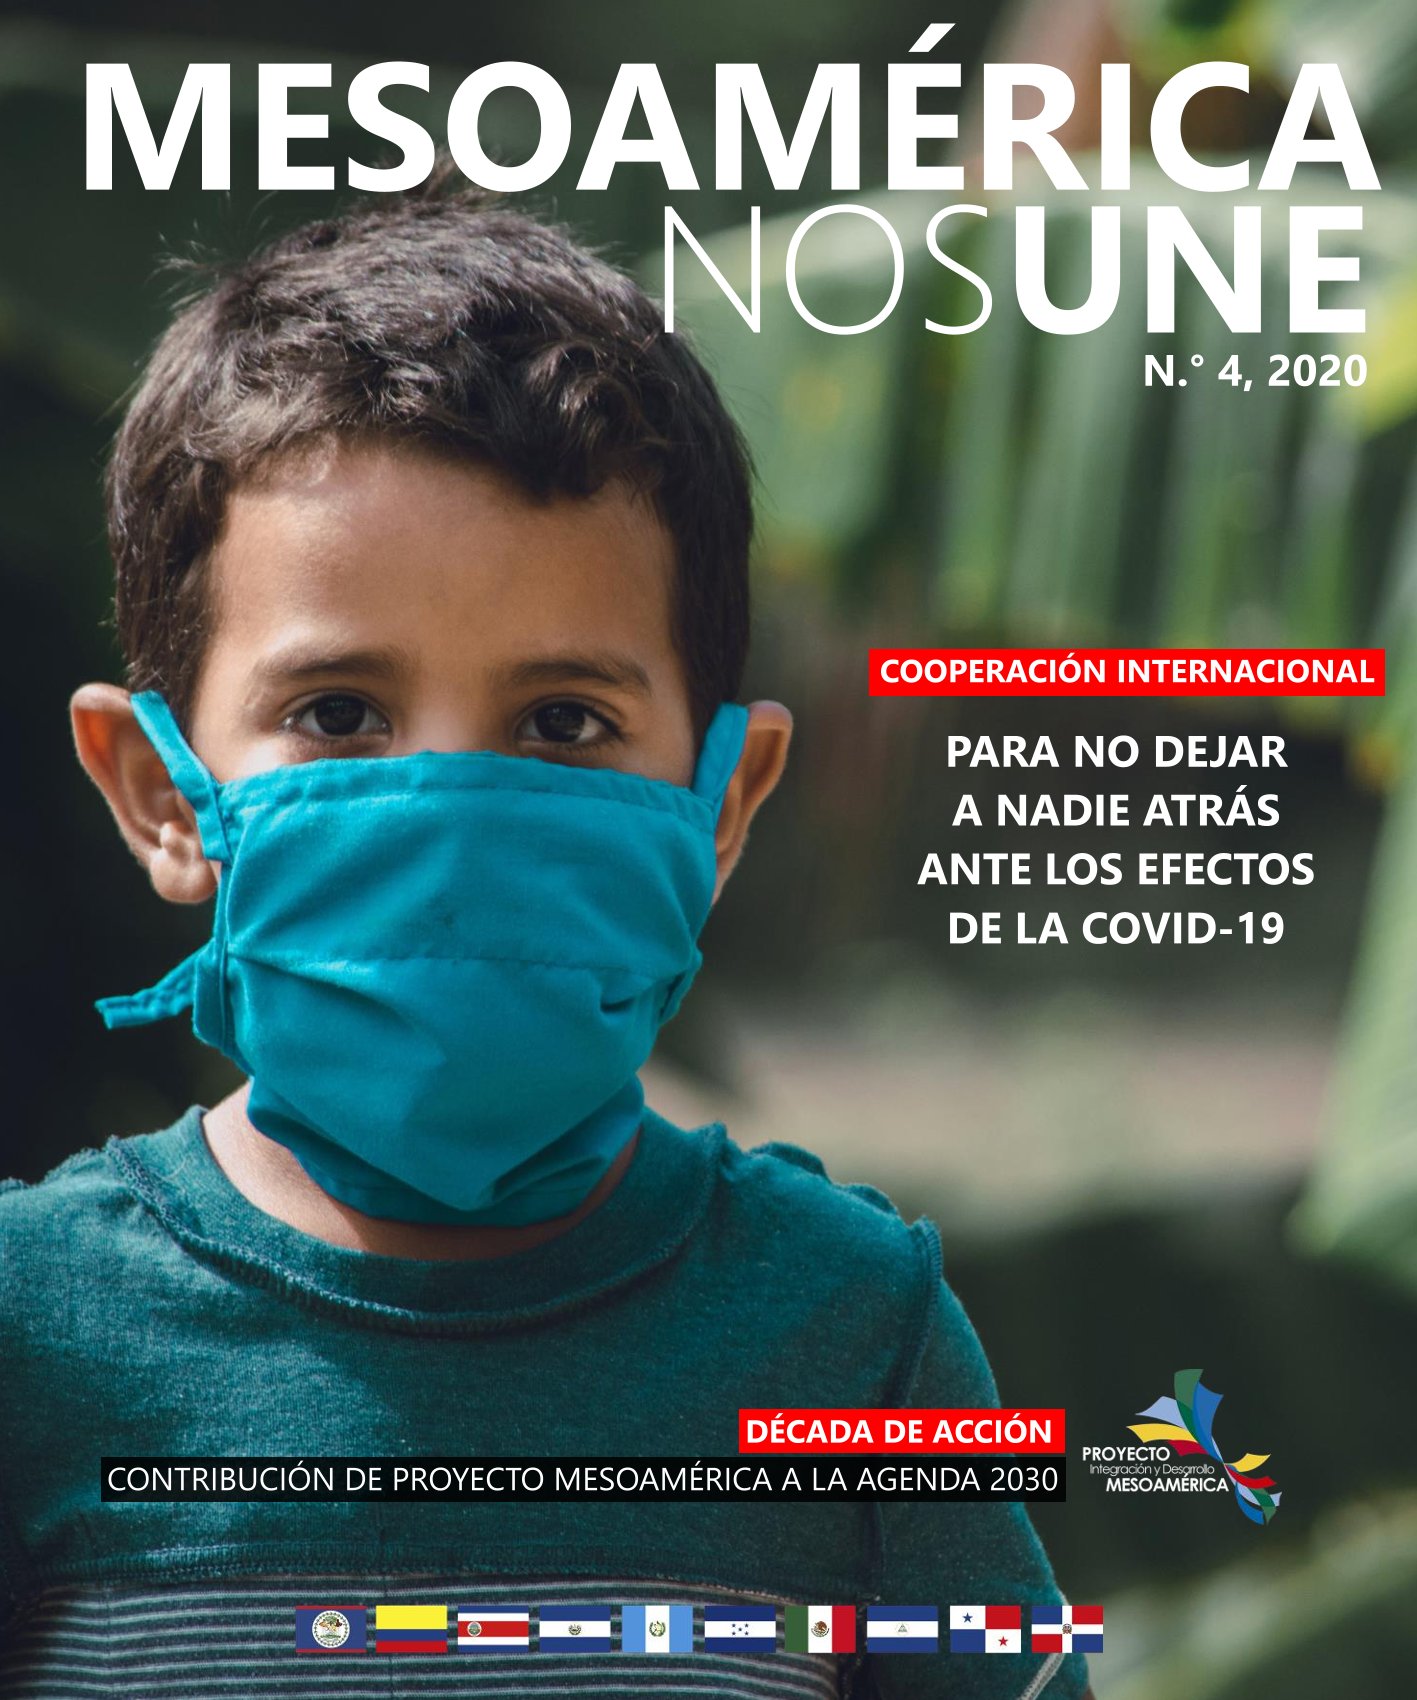 MESOAMÉRICA
NOSUNE
N.° 4, 2020
COOPERACIÓN INTERNACIONAL
PARA NO DEJAR
A NADIE ATRÁS
ANTE LOS EFECTOS
DE LA COVID-19
DÉCADA DE ACCIÓN
CONTRIBUCIÓN DE PROYECTO MESOAMÉRICA A LA AGENDA 2030
PROYECTO
Integración y Desarrollo
MESOAMÉRICA